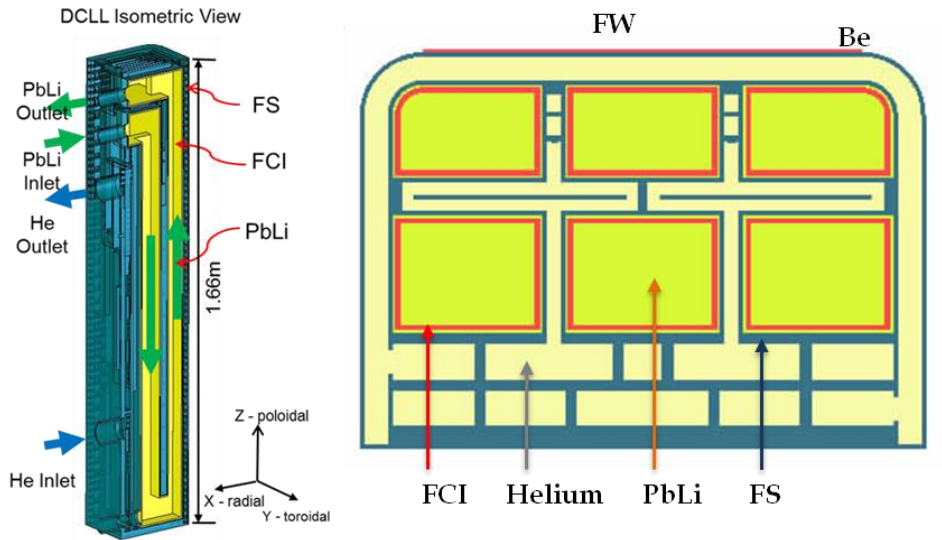 DCLL Isometric View
PbLi
Outlet
PbLi
Inlet
He
Outlet
He Inlet
FS
FCI
PbLi
1.66m
Z - poloidal
X - radial
Y - toroidal
FW
Be
FCI
Helium
PbLi
FS